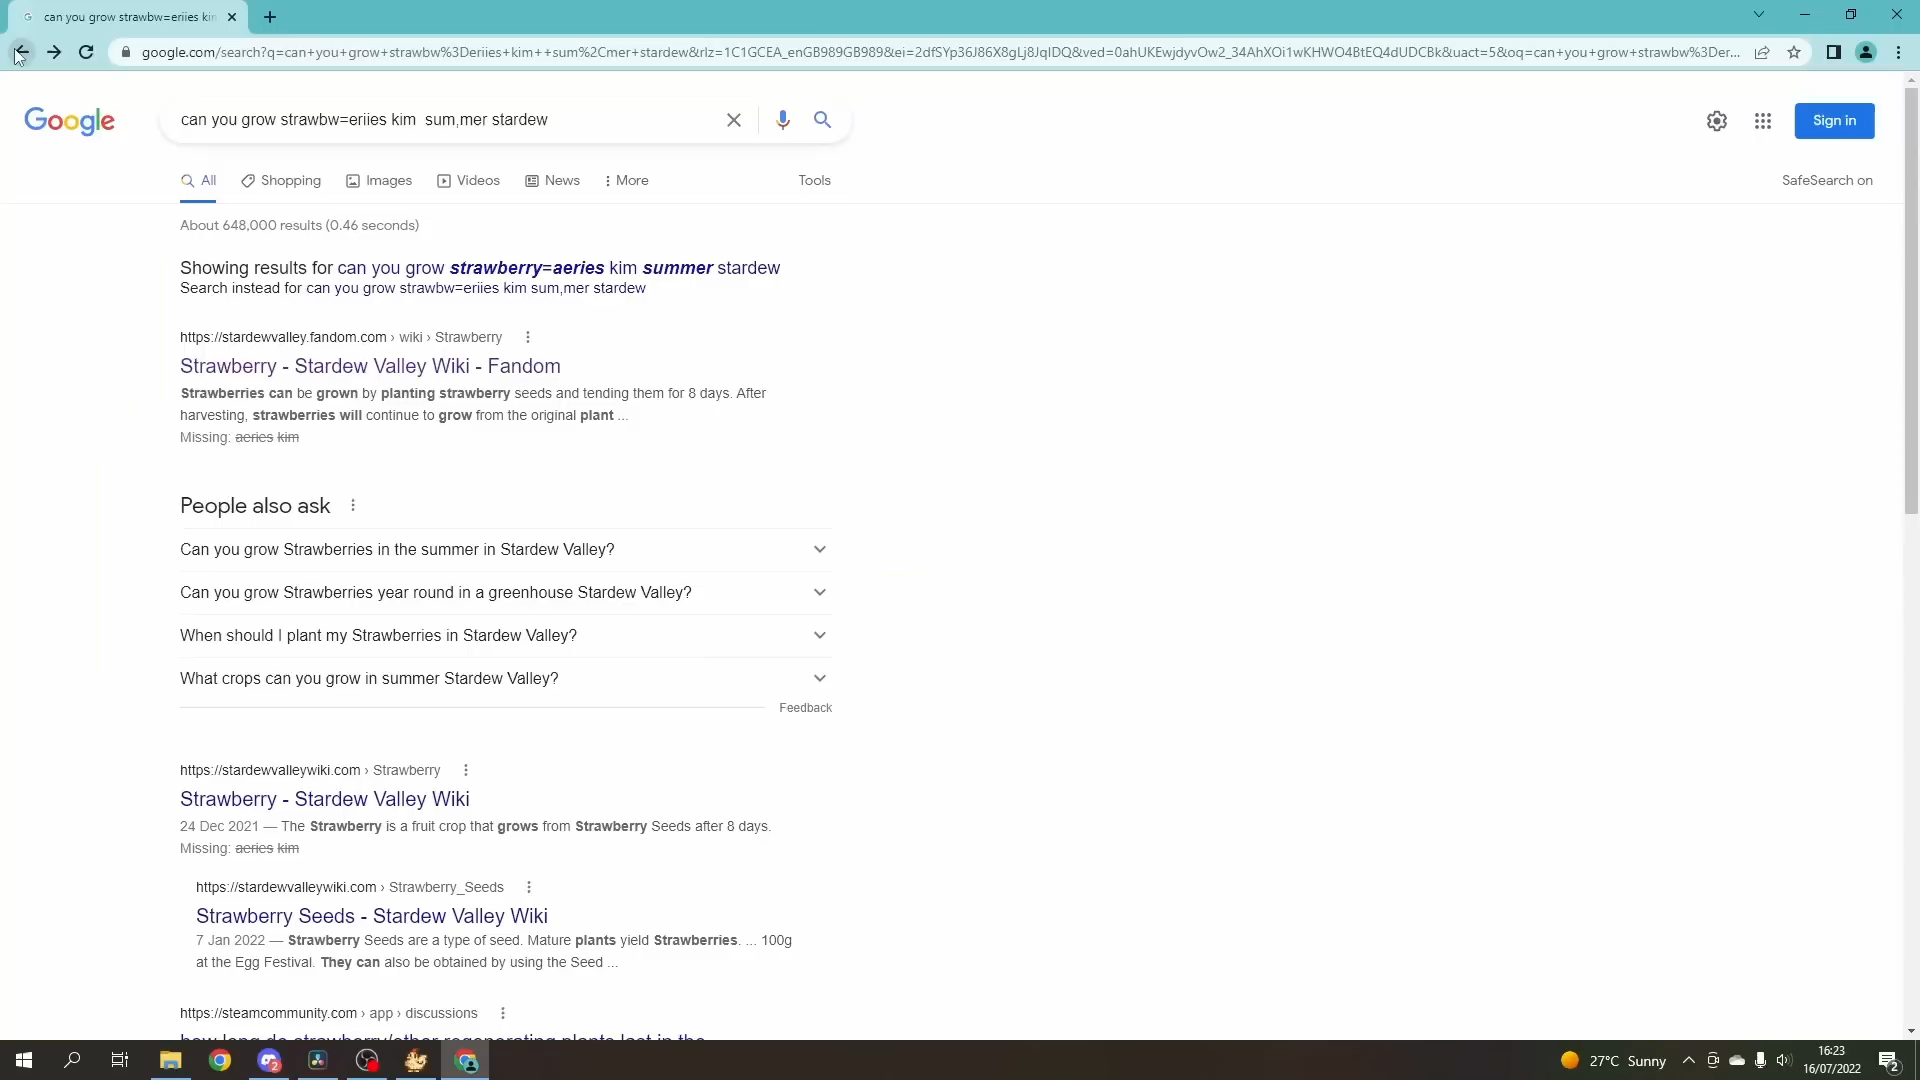 can you grow strawbw=eriies kim
google.com/search?q=can+you+grow+strawbw%3Deriies+kim++sum%2Cmer+stardew&rlz=1C1GCEA_enGB989GB989&ei=2dfSYp36J86X8gLj8JqIDQ&ved=0ahUKEwjdyvOw2_34AhXOi1wKHWO4BtEQ4dUDCBk&uact=5&oq=can+you+grow+strawbw%3Der...
Google
can you grow strawbw=eriies kim  sum,mer stardew
Sign in
All
Shopping
Images
Videos
News
More
Tools
SafeSearch on
About 648,000 results (0.46 seconds)
Showing results for can you grow strawberry=aeries kim summer stardew
Search instead for can you grow strawbw=eriies kim sum,mer stardew
https://stardewvalley.fandom.com › wiki › Strawberry
Strawberry - Stardew Valley Wiki - Fandom
Strawberries can be grown by planting strawberry seeds and tending them for 8 days. After
harvesting, strawberries will continue to grow from the original plant ...
Missing: aeries kim
People also ask
Can you grow Strawberries in the summer in Stardew Valley?
Can you grow Strawberries year round in a greenhouse Stardew Valley?
When should I plant my Strawberries in Stardew Valley?
What crops can you grow in summer Stardew Valley?
Feedback
https://stardewvalleywiki.com › Strawberry
Strawberry - Stardew Valley Wiki
24 Dec 2021 — The Strawberry is a fruit crop that grows from Strawberry Seeds after 8 days.
Missing: aeries kim
https://stardewvalleywiki.com › Strawberry_Seeds
Strawberry Seeds - Stardew Valley Wiki
7 Jan 2022 — Strawberry Seeds are a type of seed. Mature plants yield Strawberries. ... 100g
at the Egg Festival. They can also be obtained by using the Seed ...
https://steamcommunity.com › app › discussions
how long do strawberry/other regenerating plants last in the
27°C Sunny
16:23
16/07/2022
2
2